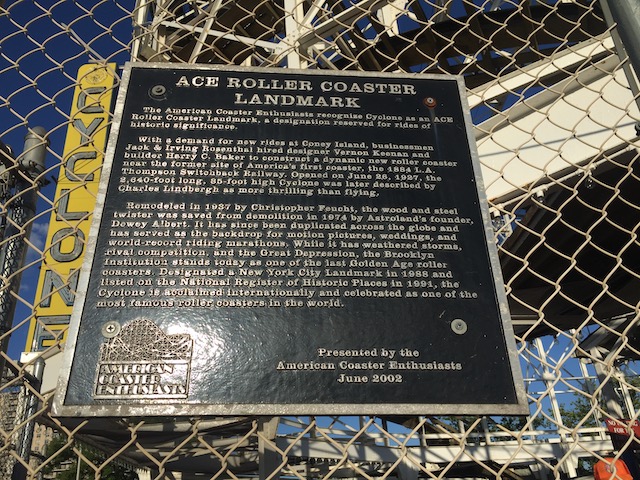 CYCLONE
ACE ROLLER COASTER
LANDMARK
The American Coaster Enthusiasts recognize Cyclone as an ACE
Roller Coaster Landmark, a designation reserved for rides of
historic significance.
With a demand for new rides at Coney Island, businessmen
Jack & Irving Rosenthal hired designer Vernon Keenan and
builder Harry C. Baker to construct a dynamic new roller coaster
near the former site of America's first coaster, the 1884 L.A.
Thompson Switchback Railway. Opened on June 26, 1927, the
2,640-foot long, 85-foot high Cyclone was later described by
Charles Lindbergh as more thrilling than flying.
Remodeled in 1937 by Christopher Feucht, the wood and steel
twister was saved from demolition in 1974 by Astroland's founder,
Dewey Albert. It has since been duplicated across the globe and
has served as the backdrop for motion pictures, weddings, and
world-record riding marathons. While it has weathered storms,
rival competition, and the Great Depression, the Brooklyn
institution stands today as one of the last Golden Age roller
coasters. Designated a New York City Landmark in 1988 and
listed on the National Register of Historic Places in 1991, the
Cyclone is acclaimed internationally and celebrated as one of the
most famous roller coasters in the world.
AMERICAN
COASTER
ENTHUSIASTS
Presented by the
American Coaster Enthusiasts
June 2002